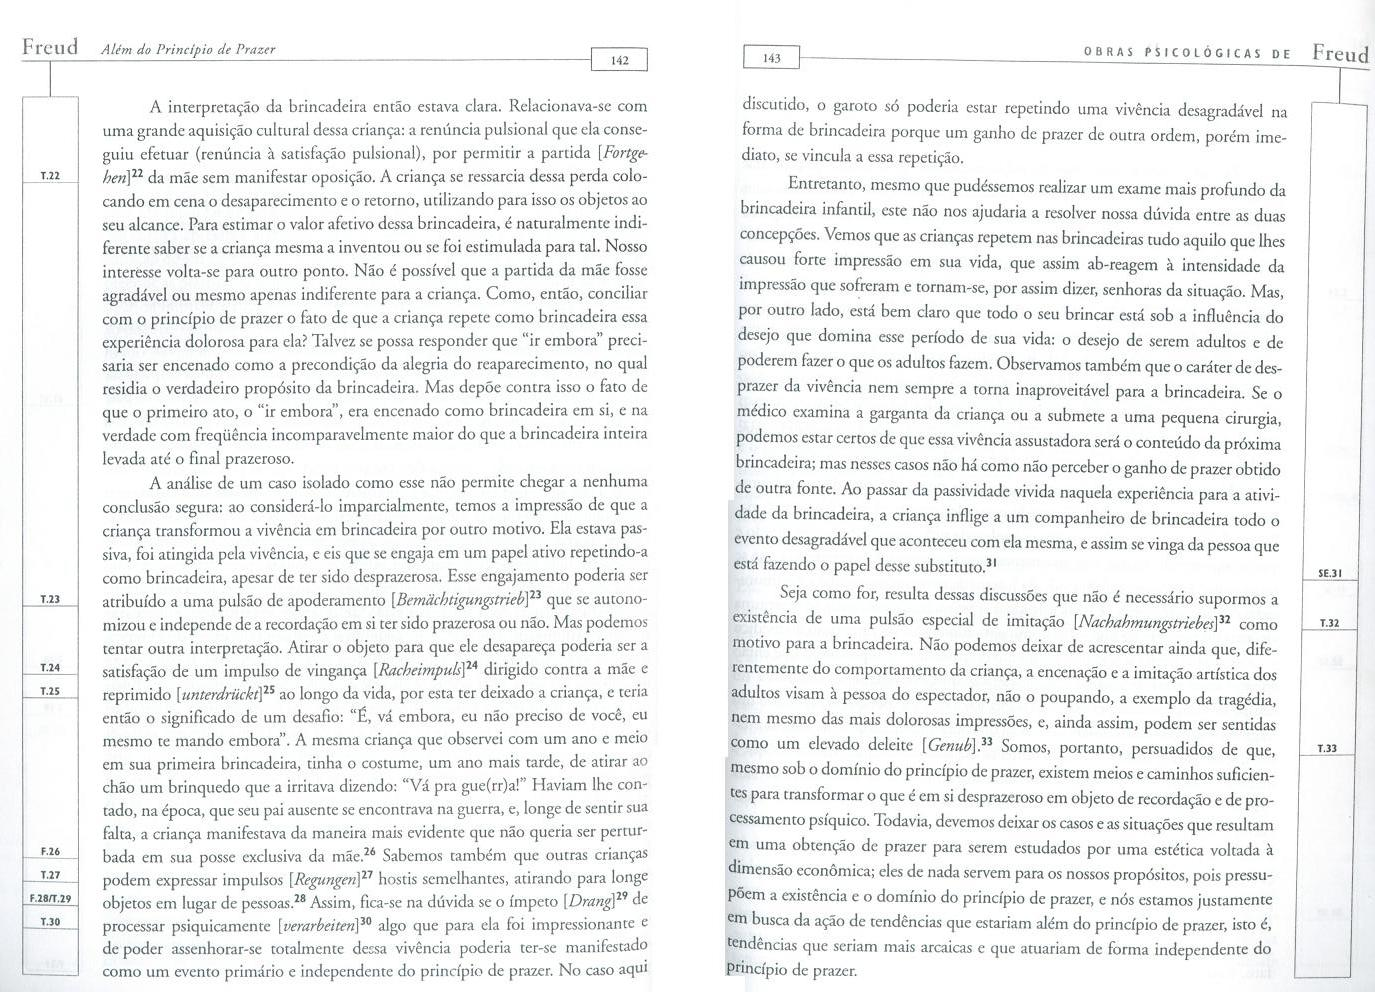 Freud Além do Princípio de Prazer 142
A interpretação da brincadeira então estava clara. Relacionava-se com
uma grande aquisição cultural dessa criança: a renúncia pulsional que ela conse-
guiu efetuar (renúncia à satisfação pulsional), por permitir a partida [Fortge-
T.22 hen]22 da mãe sem manifestar oposição. A criança se ressarcia dessa perda colo-
cando em cena o desaparecimento e o retorno, utilizando para isso os objetos ao
seu alcance. Para estimar o valor afetivo dessa brincadeira, é naturalmente indi-
ferente saber se a criança mesma a inventou ou se foi estimulada para tal. Nosso
interesse volta-se para outro ponto. Não é possível que a partida da mãe fosse
agradável ou mesmo apenas indiferente para a criança. Como, então, conciliar
com o princípio de prazer o fato de que a criança repete como brincadeira essa
experiência dolorosa para ela? Talvez se possa responder que “ir embora” preci-
saria ser encenado como a precondição da alegria do reaparecimento, no qual
residia o verdadeiro propósito da brincadeira. Mas depõe contra isso o fato de
que o primeiro ato, o “ir embora”, era encenado como brincadeira em si, e na
verdade com freqüência incomparavelmente maior do que a brincadeira inteira
levada até o final prazeroso.
A análise de um caso isolado como esse não permite chegar a nenhuma
conclusão segura: ao considerá-lo imparcialmente, temos a impressão de que a
criança transformou a vivência em brincadeira por outro motivo. Ela estava pas-
siva, foi atingida pela vivência, e eis que se engaja em um papel ativo repetindo-a
como brincadeira, apesar de ter sido desprazerosa. Esse engajamento poderia ser
T.23 atribuído a uma pulsão de apoderamento [Bemächtigungstrieb]23 que se autono-
mizou e independe de a recordação em si ter sido prazerosa ou não. Mas podemos
tentar outra interpretação. Atirar o objeto para que ele desapareça poderia ser a
T.24 satisfação de um impulso de vingança [Racheimpuls]24 dirigido contra a mãe e
T.25 reprimido [unterdrückt]25 ao longo da vida, por esta ter deixado a criança, e teria
então o significado de um desafio: “É, vá embora, eu não preciso de você, eu
mesmo te mando embora”. A mesma criança que observei com um ano e meio
em sua primeira brincadeira, tinha o costume, um ano mais tarde, de atirar ao
chão um brinquedo que a irritava dizendo: “Vá pra gue(rr)a!” Haviam lhe con-
tado, na época, que seu pai ausente se encontrava na guerra, e, longe de sentir sua
falta, a criança manifestava da maneira mais evidente que não queria ser pertur-
F.26 bada em sua posse exclusiva da mãe.26 Sabemos também que outras crianças
T.27 podem expressar impulsos [Regungen]27 hostis semelhantes, atirando para longe
F.28/T.29 objetos em lugar de pessoas.28 Assim, fica-se na dúvida se o ímpeto [Drang]29 de
T.30 processar psiquicamente [verarbeiten]30 algo que para ela foi impressionante e
de poder assenhorar-se totalmente dessa vivência poderia ter-se manifestado
como um evento primário e independente do princípio de prazer. No caso aqui
143 OBRAS PSICOLÓGICAS DE Freud
discutido, o garoto só poderia estar repetindo uma vivência desagradável na
forma de brincadeira porque um ganho de prazer de outra ordem, porém ime-
diato, se vincula a essa repetição.
Entretanto, mesmo que pudéssemos realizar um exame mais profundo da
brincadeira infantil, este não nos ajudaria a resolver nossa dúvida entre as duas
concepções. Vemos que as crianças repetem nas brincadeiras tudo aquilo que lhes
causou forte impressão em sua vida, que assim ab-reagem à intensidade da
impressão que sofreram e tornam-se, por assim dizer, senhoras da situação. Mas,
por outro lado, está bem claro que todo o seu brincar está sob a influência do
desejo que domina esse período de sua vida: o desejo de serem adultos e de
poderem fazer o que os adultos fazem. Observamos também que o caráter de des-
prazer da vivência nem sempre a torna inaproveitável para a brincadeira. Se o
médico examina a garganta da criança ou a submete a uma pequena cirurgia,
podemos estar certos de que essa vivência assustadora será o conteúdo da próxima
brincadeira; mas nesses casos não há como não perceber o ganho de prazer obtido
de outra fonte. Ao passar da passividade vivida naquela experiência para a ativi-
dade da brincadeira, a criança inflige a um companheiro de brincadeira todo o
evento desagradável que aconteceu com ela mesma, e assim se vinga da pessoa que
está fazendo o papel desse substituto.31 SE.31
Seja como for, resulta dessas discussões que não é necessário supormos a
existência de uma pulsão especial de imitação [Nachahmungstriebes]32 como T.32
motivo para a brincadeira. Não podemos deixar de acrescentar ainda que, dife-
rentemente do comportamento da criança, a encenação e a imitação artística dos
adultos visam à pessoa do espectador, não o poupando, a exemplo da tragédia,
nem mesmo das mais dolorosas impressões, e, ainda assim, podem ser sentidas
como um elevado deleite [Genub].33 Somos, portanto, persuadidos de que, T.33
mesmo sob o domínio do princípio de prazer, existem meios e caminhos suficien-
tes para transformar o que é em si desprazeroso em objeto de recordação e de pro-
cessamento psíquico. Todavia, devemos deixar os casos e as situações que resultam
em uma obtenção de prazer para serem estudados por uma estética voltada à
dimensão econômica; eles de nada servem para os nossos propósitos, pois pressu-
põem a existência e o domínio do princípio de prazer, e nós estamos justamente
em busca da ação de tendências que estariam além do princípio de prazer, isto é,
tendências que seriam mais arcaicas e que atuariam de forma independente do
princípio de prazer.